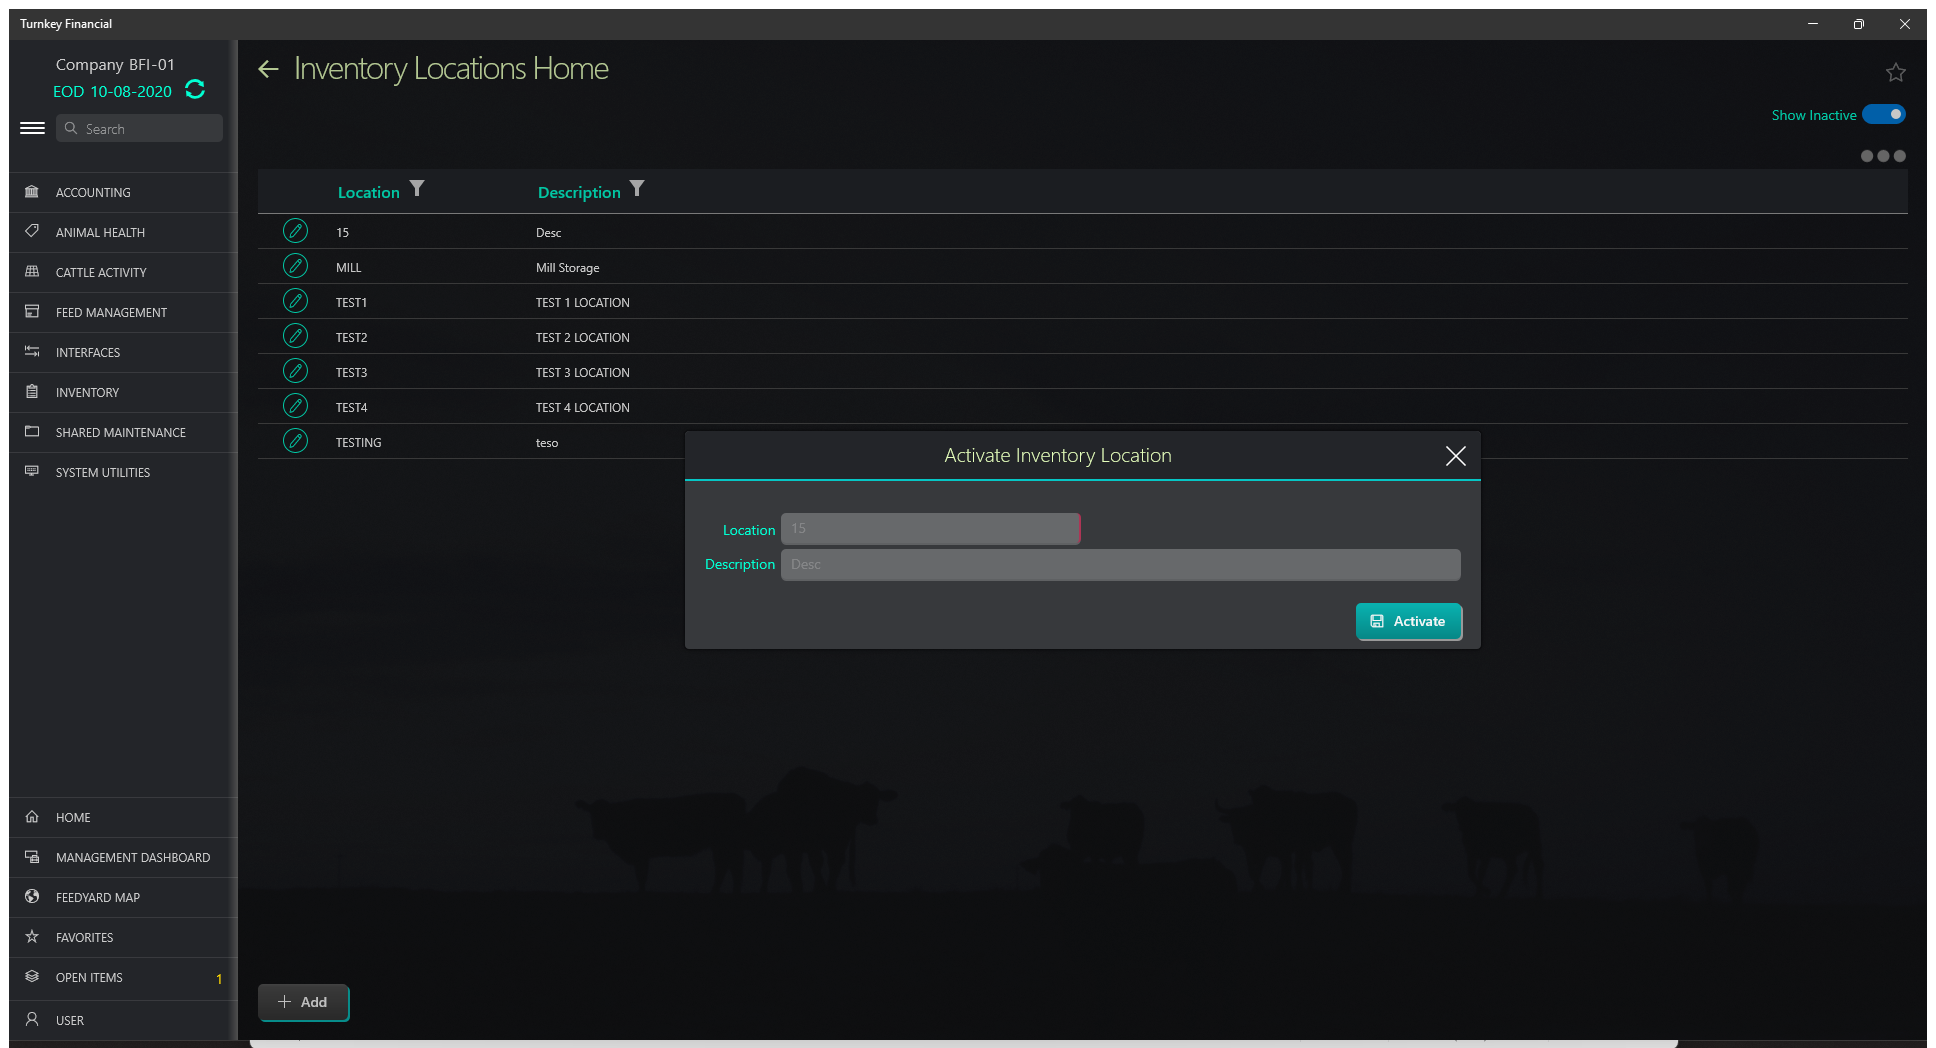 Turnkey Financial
Company BFI-01
EOD 10-08-2020
Search
ACCOUNTING
ANIMAL HEALTH
CATTLE ACTIVITY
FEED MANAGEMENT
INTERFACES
INVENTORY
SHARED MAINTENANCE
SYSTEM UTILITIES
HOME
MANAGEMENT DASHBOARD
FEEDYARD MAP
FAVORITES
OPEN ITEMS 1
USER
Inventory Locations Home
Show Inactive
Location Description
15 Desc
MILL Mill Storage
TEST1 TEST 1 LOCATION
TEST2 TEST 2 LOCATION
TEST3 TEST 3 LOCATION
TEST4 TEST 4 LOCATION
TESTING teso
Activate Inventory Location
Location 15
Description Desc
Activate
Add